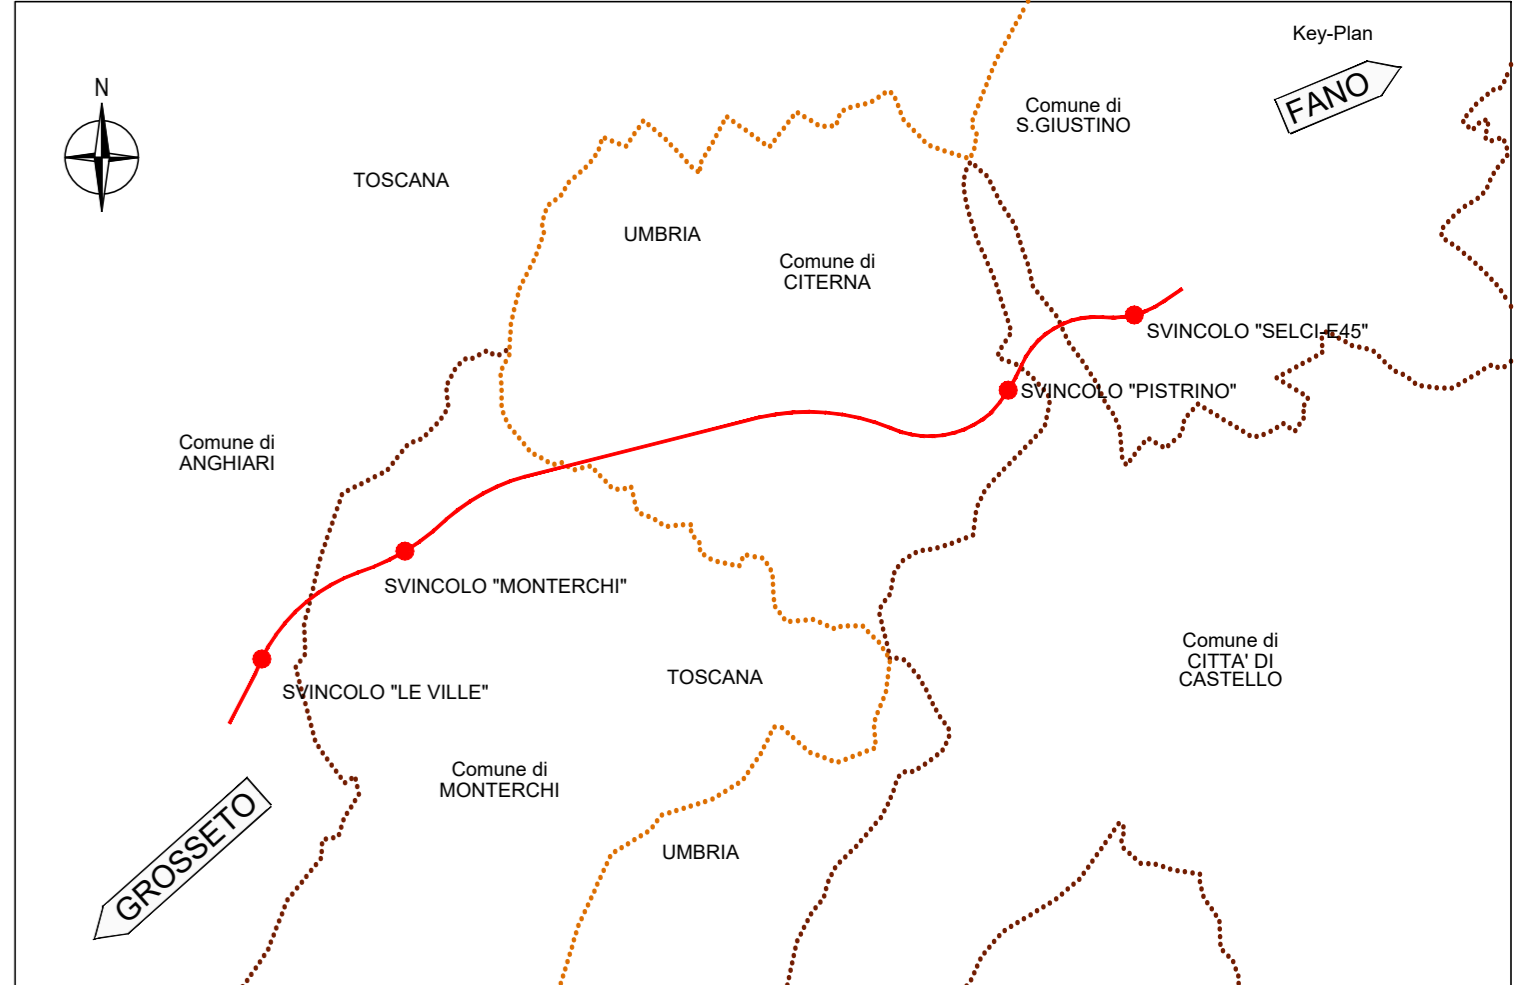 Key-Plan
N
FANO
Comune di
S.GIUSTINO
TOSCANA
UMBRIA
Comune di
CITERNA
SVINCOLO "SELCI-E45"
SVINCOLO "PISTRINO"
Comune di
ANGHIARI
SVINCOLO "MONTERCHI"
Comune di
CITTA' DI
CASTELLO
TOSCANA
SVINCOLO "LE VILLE"
Comune di
MONTERCHI
GROSSETO
UMBRIA